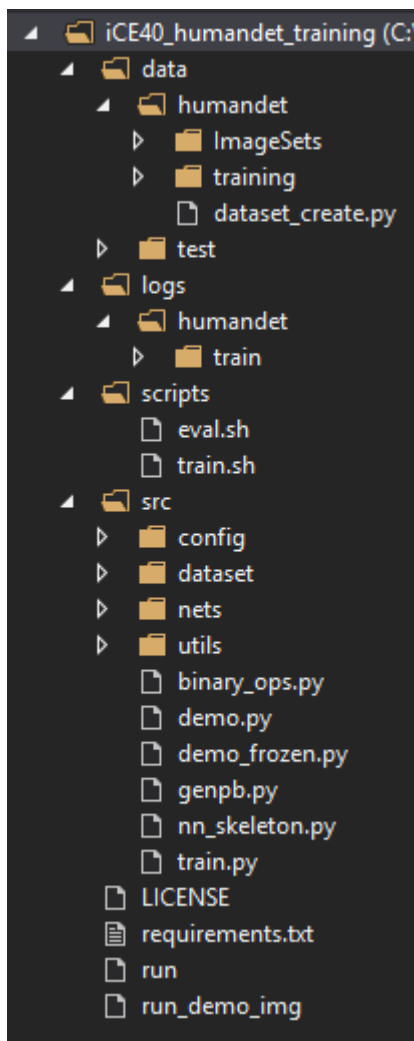 iCE40_humandet_training (C:\
data
humandet
ImageSets
training
dataset_create.py
test
logs
humandet
train
scripts
eval.sh
train.sh
src
config
dataset
nets
utils
binary_ops.py
demo.py
demo_frozen.py
genpb.py
nn_skeleton.py
train.py
LICENSE
requirements.txt
run
run_demo_img